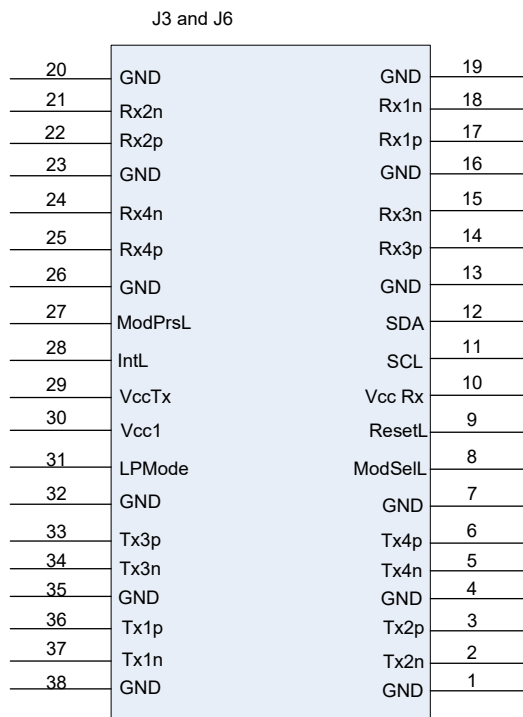 J3 and J6
20 GND GND 19
21 Rx2n Rx1n 18
22 Rx2p Rx1p 17
23 GND GND 16
24 Rx4n Rx3n 15
25 Rx4p Rx3p 14
26 GND GND 13
27 ModPrsL SDA 12
28 IntL SCL 11
29 VccTx Vcc Rx 10
30 Vcc1 ResetL 9
31 LPMode ModSelL 8
32 GND GND 7
33 Tx3p Tx4p 6
34 Tx3n Tx4n 5
35 GND GND 4
36 Tx1p Tx2p 3
37 Tx1n Tx2n 2
38 GND GND 1